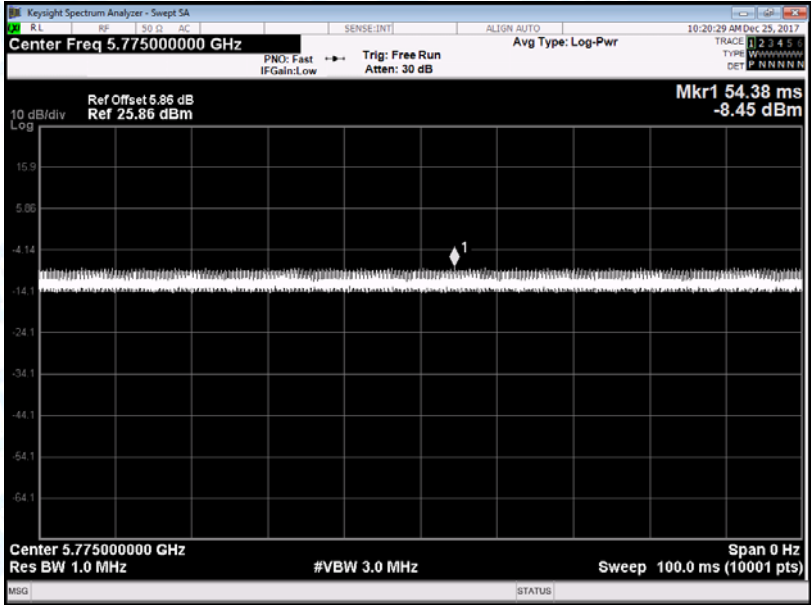 Keysight Spectrum Analyzer - Swept SA
RL RF 50 Ω AC SENSE:INT ALIGN AUTO 10:20:29 AM Dec 25, 2017
Center Freq 5.775000000 GHz
PNO: Fast
IFGain:Low
Trig: Free Run
Atten: 30 dB
Avg Type: Log-Pwr
TRACE 1 2 3 4 5 6
TYPE WWWWWW
DET P N N N N N
Mkr1 54.38 ms
-8.45 dBm
Ref Offset 5.86 dB
10 dB/div Ref 25.86 dBm
Log
15.9
5.86
1
-4.14
-14.1
-24.1
-34.1
-44.1
-54.1
-64.1
Center 5.775000000 GHz Span 0 Hz
Res BW 1.0 MHz #VBW 3.0 MHz Sweep 100.0 ms (10001 pts)
MSG STATUS